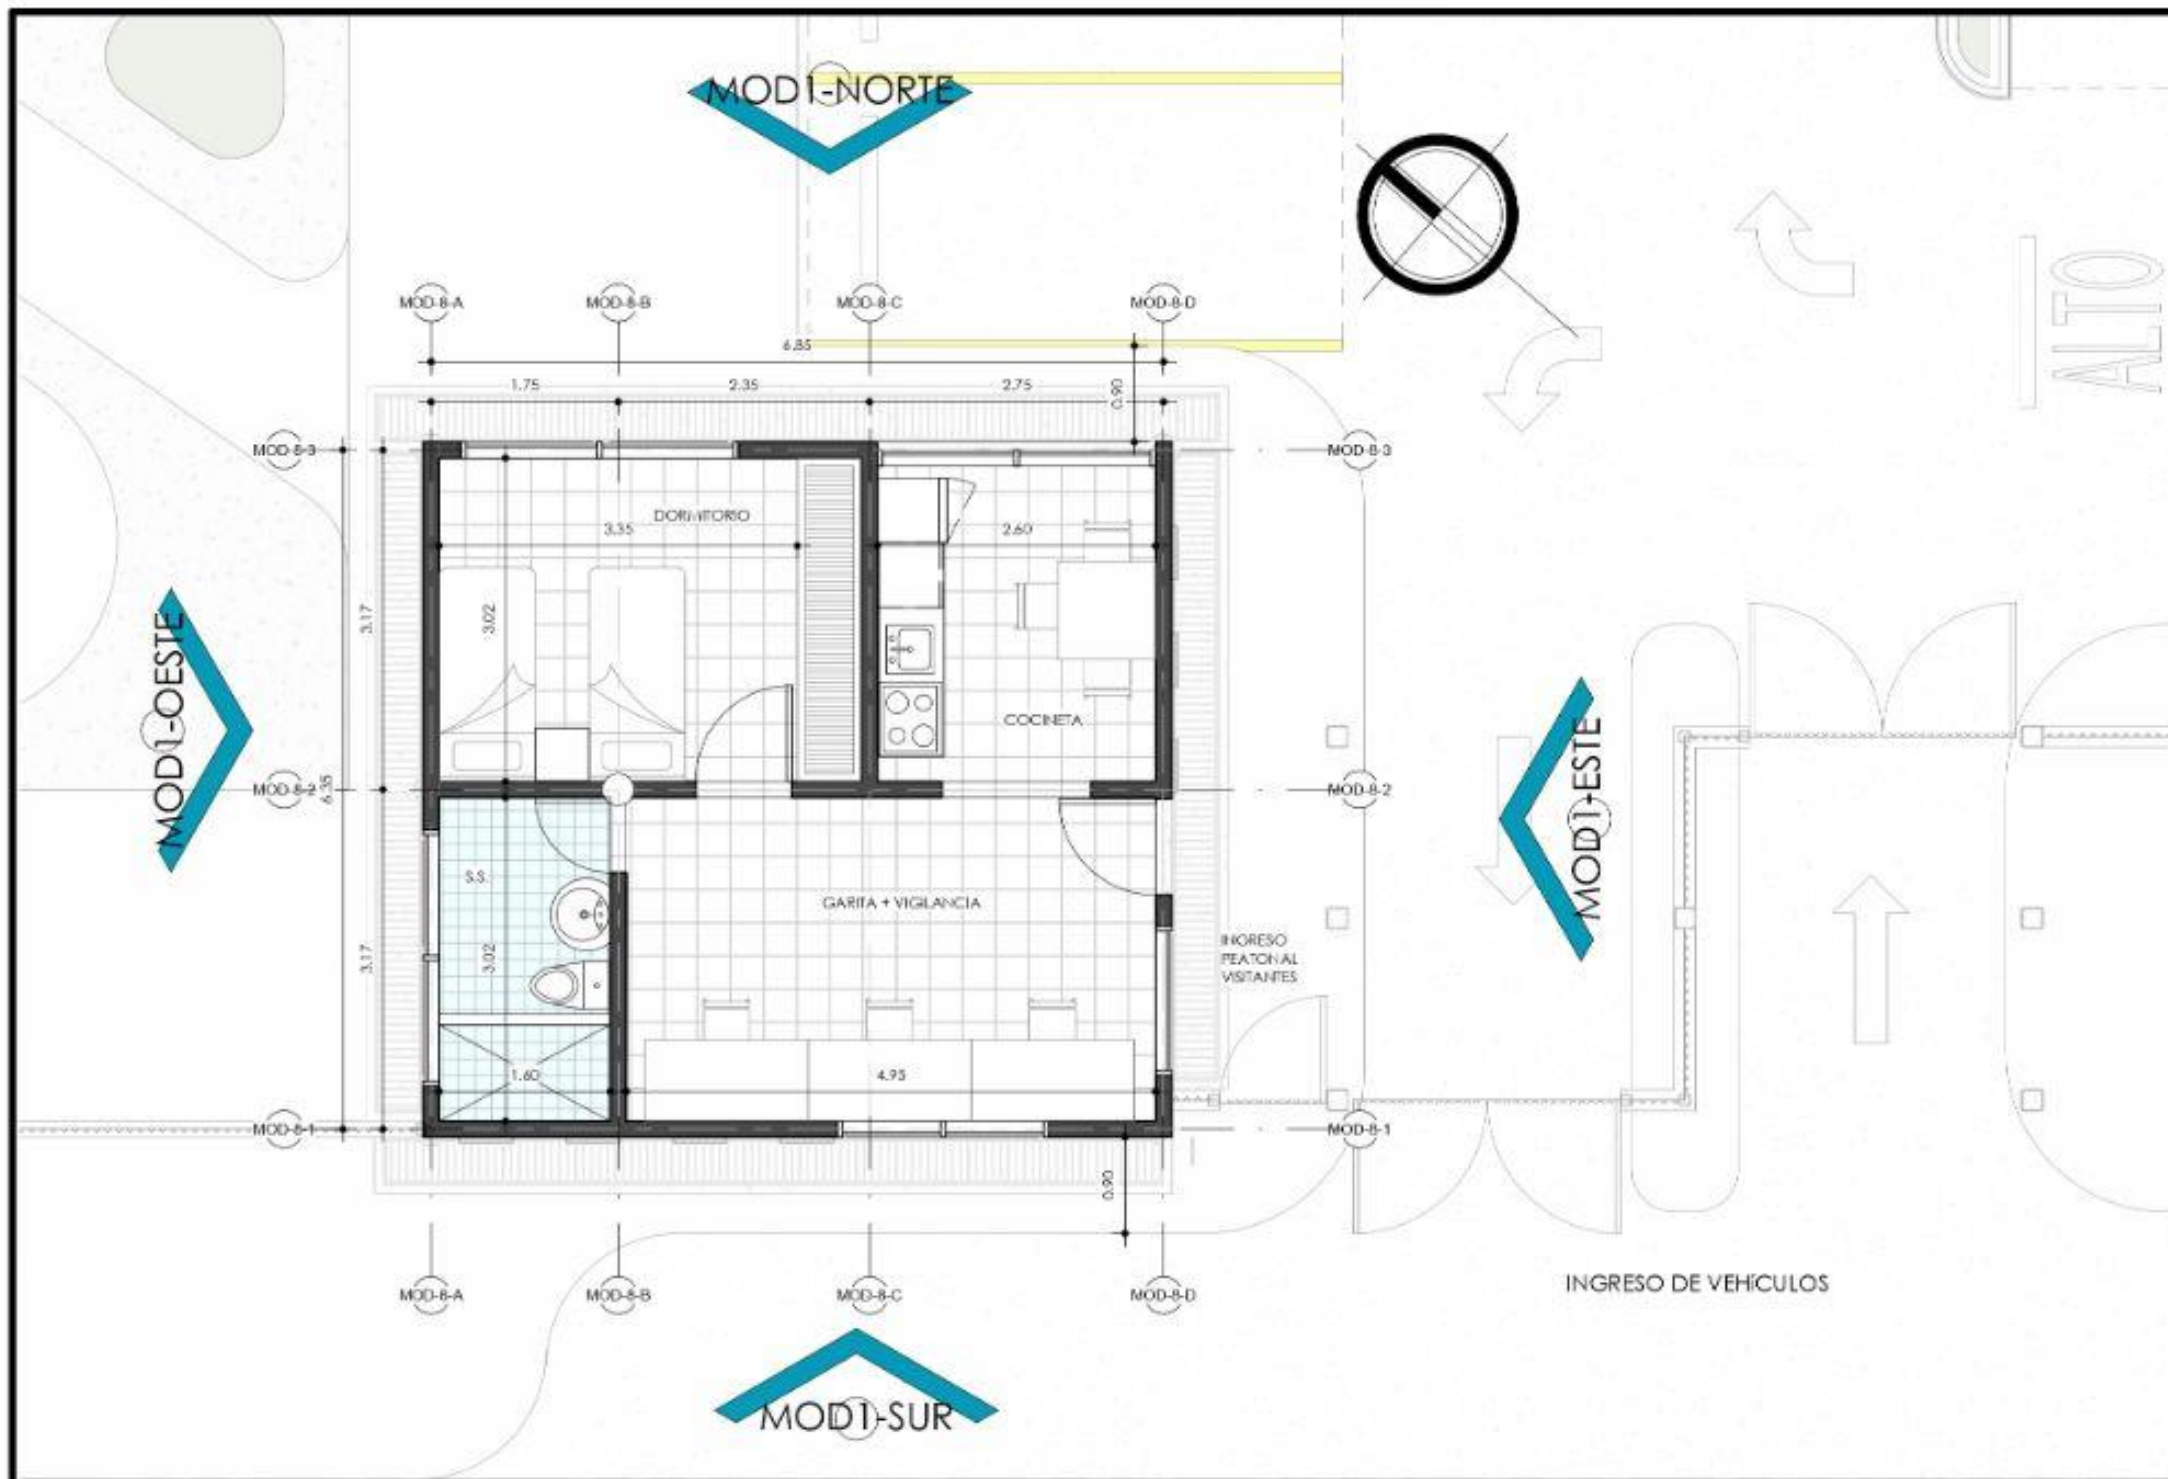 MOD1-NORTE
ALTO
MOD-8-A
MOD-8-B
MOD-8-C
MOD-8-D
6.85
1.75
2.35
2.75
0.90
MOD-8-3
MOD-8-3
DORMITORIO
3.35
2.60
3.17
3.02
MOD1-OESTE
COCINETA
MOD1-ESTE
MOD-8-2
6.35
MOD-8-2
S.S.
GARITA + VIGILANCIA
3.17
3.02
INGRESO
PEATONAL
VISITANTES
1.60
4.95
MOD-8-1
MOD-8-1
0.90
MOD-8-A
MOD-8-B
MOD-8-C
MOD-8-D
INGRESO DE VEHÍCULOS
MOD1-SUR